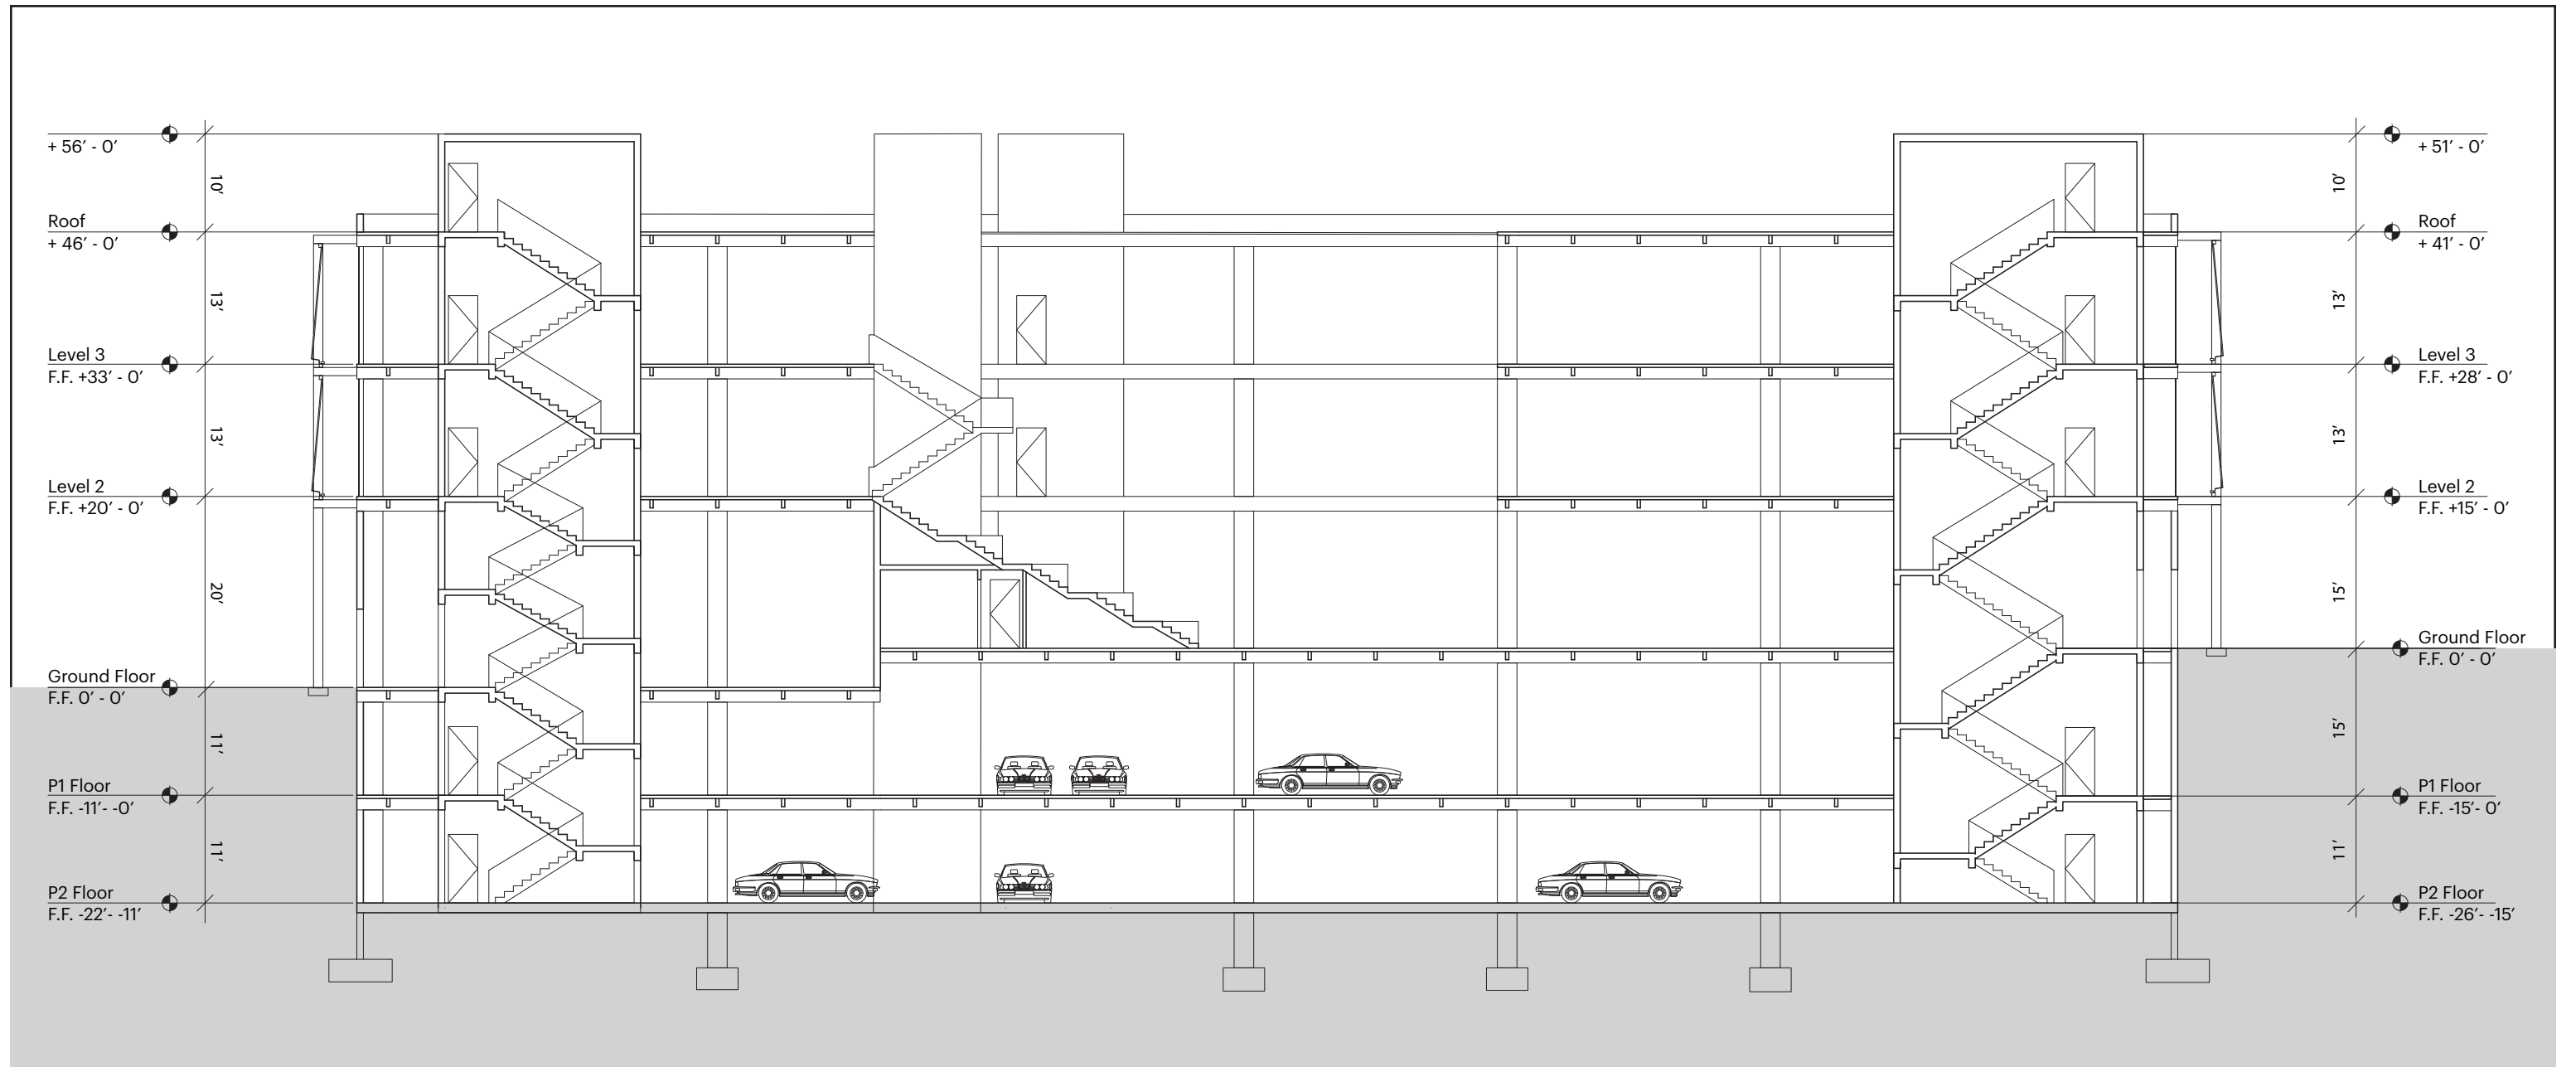 + 56′ - 0′
10′
Roof
+ 46′ - 0′
13′
Level 3
F.F. +33′ - 0′
13′
Level 2
F.F. +20′ - 0′
20′
Ground Floor
F.F. 0′ - 0′
11′
P1 Floor
F.F. -11′- -0′
11′
P2 Floor
F.F. -22′- -11′
+ 51′ - 0′
10′
Roof
+ 41′ - 0′
13′
Level 3
F.F. +28′ - 0′
13′
Level 2
F.F. +15′ - 0′
15′
Ground Floor
F.F. 0′ - 0′
15′
P1 Floor
F.F. -15′- 0′
11′
P2 Floor
F.F. -26′- -15′